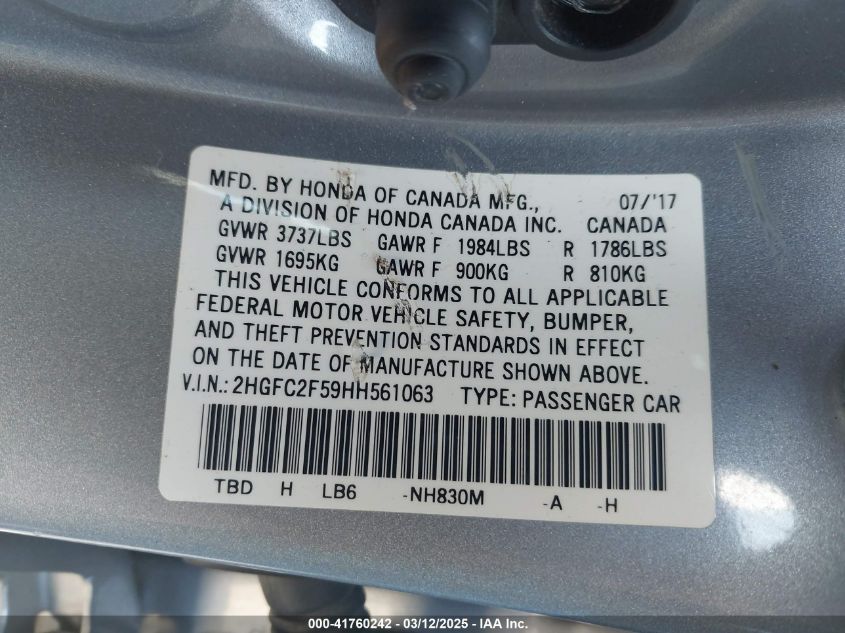 MFD. BY HONDA OF CANADA MFG., 07/'17
A DIVISION OF HONDA CANADA INC. CANADA
GVWR 3737LBS GAWR F 1984LBS R 1786LBS
GVWR 1695KG GAWR F 900KG R 810KG
THIS VEHICLE CONFORMS TO ALL APPLICABLE
FEDERAL MOTOR VEHICLE SAFETY, BUMPER,
AND THEFT PREVENTION STANDARDS IN EFFECT
ON THE DATE OF MANUFACTURE SHOWN ABOVE.
V.I.N.: 2HGFC2F59HH561063 TYPE: PASSENGER CAR
TBD H LB6 -NH830M -A -H
000-41760242 - 03/12/2025 - IAA Inc.